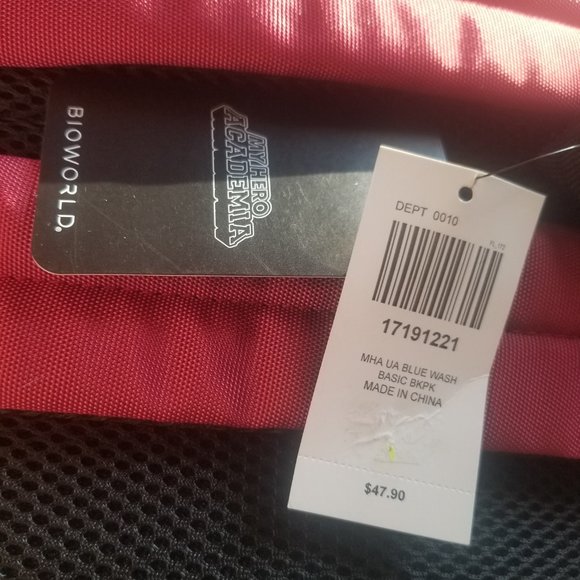 BIOWORLD.
MY HERO
ACADEMIA
DEPT 0010
17191221
MHA UA BLUE WASH
BASIC BKPK
MADE IN CHINA
$47.90